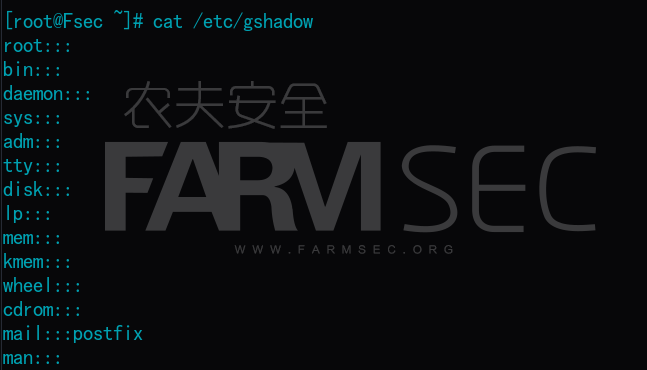 [root@Fsec ~]# cat /etc/gshadow
root:::
bin:::
daemon:::
sys:::
adm:::
tty:::
disk:::
lp:::
mem:::
kmem:::
wheel:::
cdrom:::
mail:::postfix
man:::
农夫安全
FARMSEC
WWW.FARMSEC.ORG